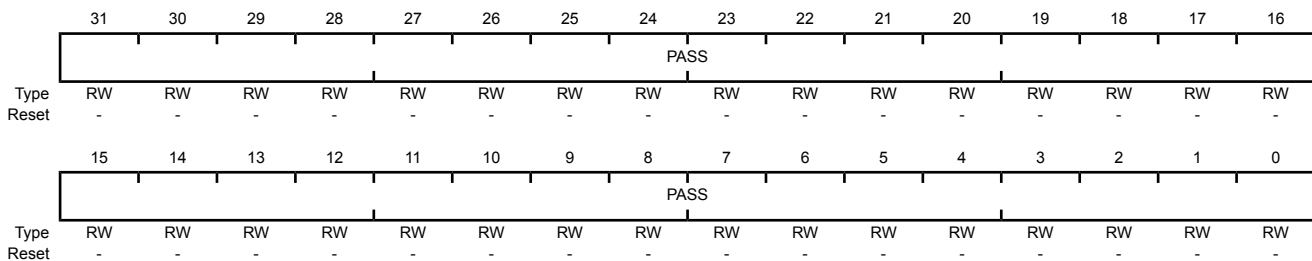 31 30 29 28 27 26 25 24 23 22 21 20 19 18 17 16
PASS
Type RW RW RW RW RW RW RW RW RW RW RW RW RW RW RW RW
Reset - - - - - - - - - - - - - - - -
15 14 13 12 11 10 9 8 7 6 5 4 3 2 1 0
PASS
Type RW RW RW RW RW RW RW RW RW RW RW RW RW RW RW RW
Reset - - - - - - - - - - - - - - - -